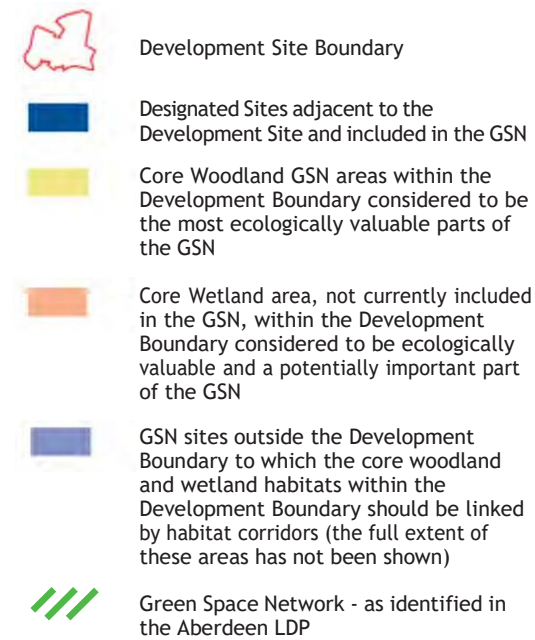 Development Site Boundary
Designated Sites adjacent to the
Development Site and included in the GSN
Core Woodland GSN areas within the
Development Boundary considered to be
the most ecologically valuable parts of
the GSN
Core Wetland area, not currently included
in the GSN, within the Development
Boundary considered to be ecologically
valuable and a potentially important part
of the GSN
GSN sites outside the Development
Boundary to which the core woodland
and wetland habitats within the
Development Boundary should be linked
by habitat corridors (the full extent of
these areas has not been shown)
Green Space Network - as identified in
the Aberdeen LDP